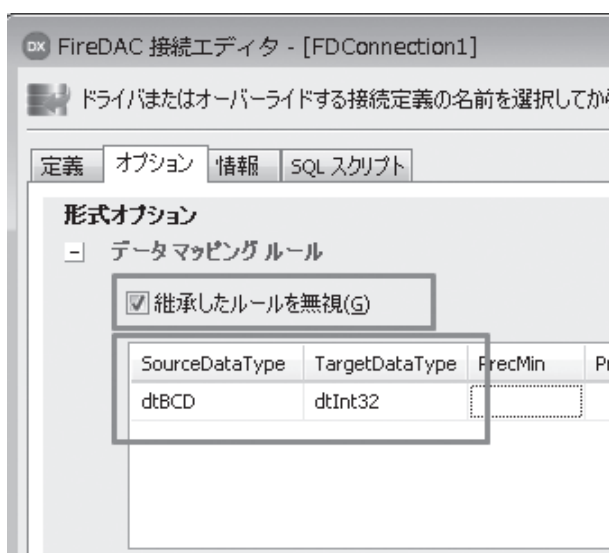 DX FireDAC 接続エディタ - [FDConnection1]
ドライバまたはオーバーライドする接続定義の名前を選択してか
定義 オプション 情報 SQL スクリプト
形式オプション
データ マッピング ルール
継承したルールを無視(G)
SourceDataType TargetDataType PrecMin
dtBCD dtInt32